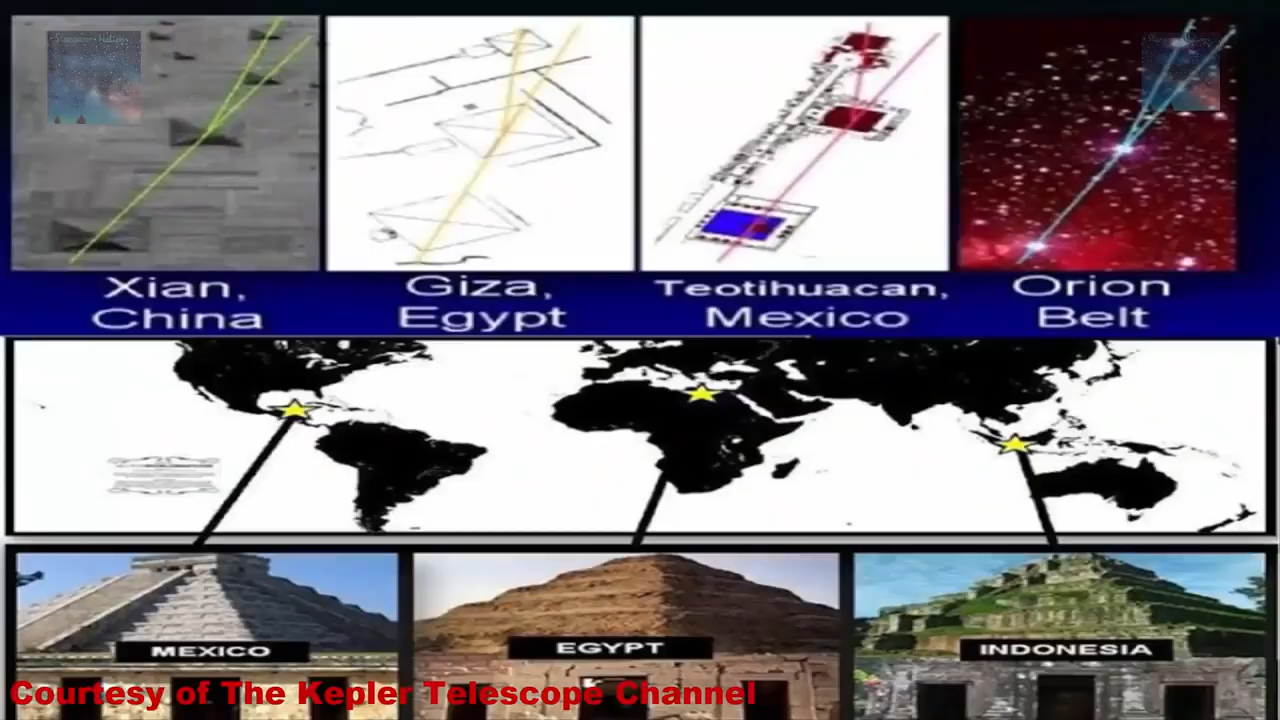 Xian,
China
Giza,
Egypt
Teotihuacan,
Mexico
Orion
Belt
MEXICO
EGYPT
INDONESIA
Courtesy of The Kepler Telescope Channel